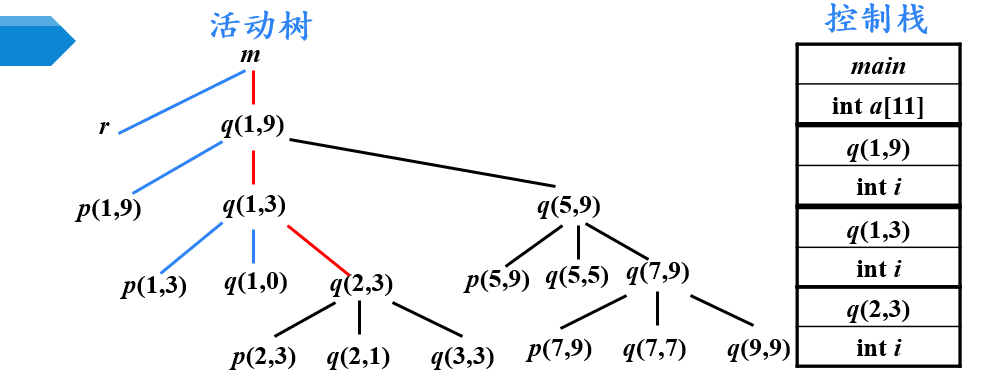 活动树
控制栈
m
r
q(1,9)
p(1,9)
q(1,3)
q(5,9)
p(1,3)
q(1,0)
q(2,3)
p(5,9)
q(5,5)
q(7,9)
p(2,3)
q(2,1)
q(3,3)
p(7,9)
q(7,7)
q(9,9)
main
int a[11]
q(1,9)
int i
q(1,3)
int i
q(2,3)
int i